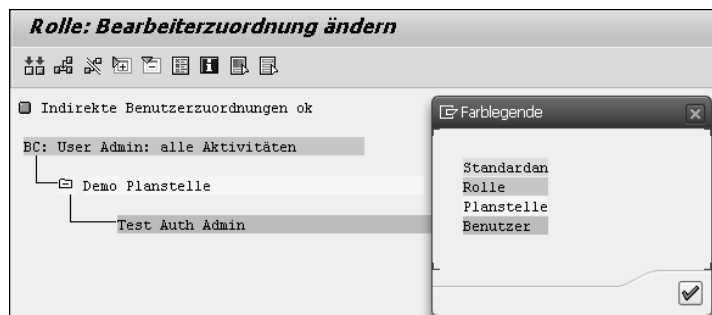 Rolle: Bearbeiterzuordnung ändern
Indirekte Benutzerzuordnungen ok
BC: User Admin: alle Aktivitäten
Demo Planstelle
Test Auth Admin
Farblegende
Standardan
Rolle
Planstelle
Benutzer